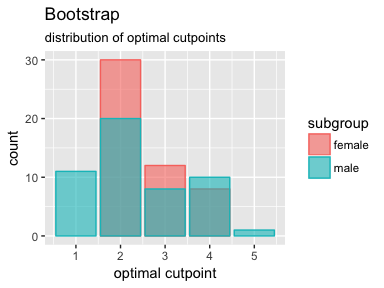 Bootstrap
distribution of optimal cutpoints
30
20
10
0
count
1 2 3 4 5
optimal cutpoint
subgroup
female
male